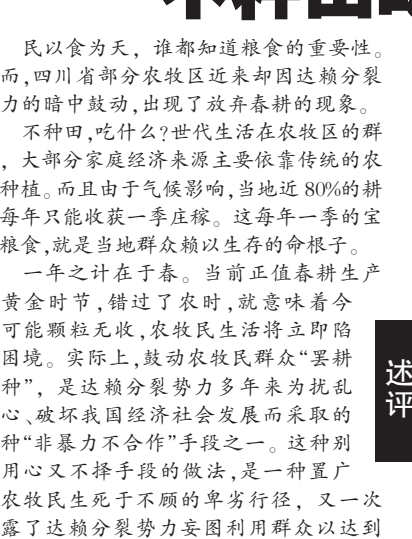 民以食为天，谁都知道粮食的重要性。
而,四川省部分农牧区近来却因达赖分裂
力的暗中鼓动,出现了放弃春耕的现象。
不种田,吃什么?世代生活在农牧区的群
，大部分家庭经济来源主要依靠传统的农
种植。而且由于气候影响,当地近80%的耕
每年只能收获一季庄稼。这每年一季的宝
粮食,就是当地群众赖以生存的命根子。
一年之计在于春。当前正值春耕生产
黄金时节,错过了农时,就意味着今
可能颗粒无收,农牧民生活将立即陷
困境。实际上,鼓动农牧民群众“罢耕
种”，是达赖分裂势力多年来为扰乱
心、破坏我国经济社会发展而采取的
种“非暴力不合作”手段之一。这种别
用心又不择手段的做法,是一种置广
农牧民生死于不顾的卑劣行径，又一次
露了达赖分裂势力妄图利用群众以达到
述评